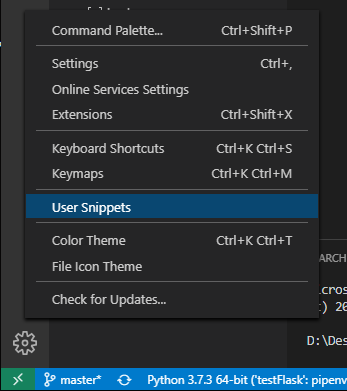 Command Palette... Ctrl+Shift+P
Settings Ctrl+,
Online Services Settings
Extensions Ctrl+Shift+X
Keyboard Shortcuts Ctrl+K Ctrl+S
Keymaps Ctrl+K Ctrl+M
User Snippets
Color Theme Ctrl+K Ctrl+T
File Icon Theme
Check for Updates...
ARCH
icros
t) 20
D:\Des
master* Python 3.7.3 64-bit ('testFlask': pipenv